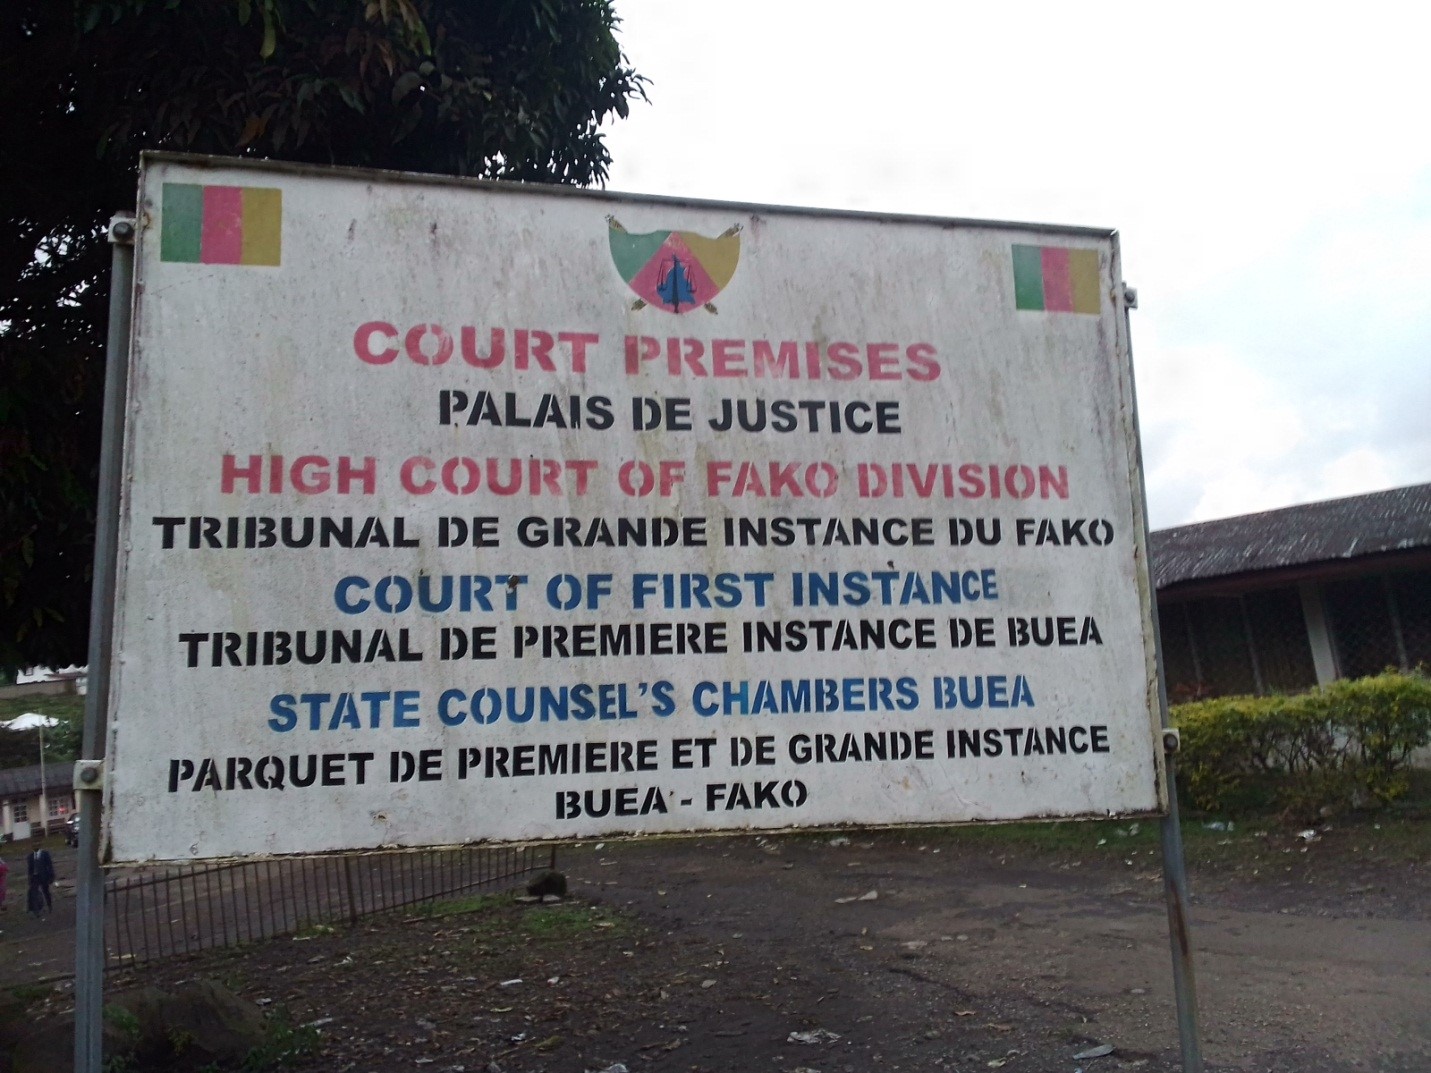 COURT PREMISES
PALAIS DE JUSTICE
HIGH COURT OF FAKO DIVISION
TRIBUNAL DE GRANDE INSTANCE DU FAKO
COURT OF FIRST INSTANCE
TRIBUNAL DE PREMIERE INSTANCE DE BUEA
STATE COUNSEL'S CHAMBERS BUEA
PARQUET DE PREMIERE ET DE GRANDE INSTANCE
BUEA - FAKO